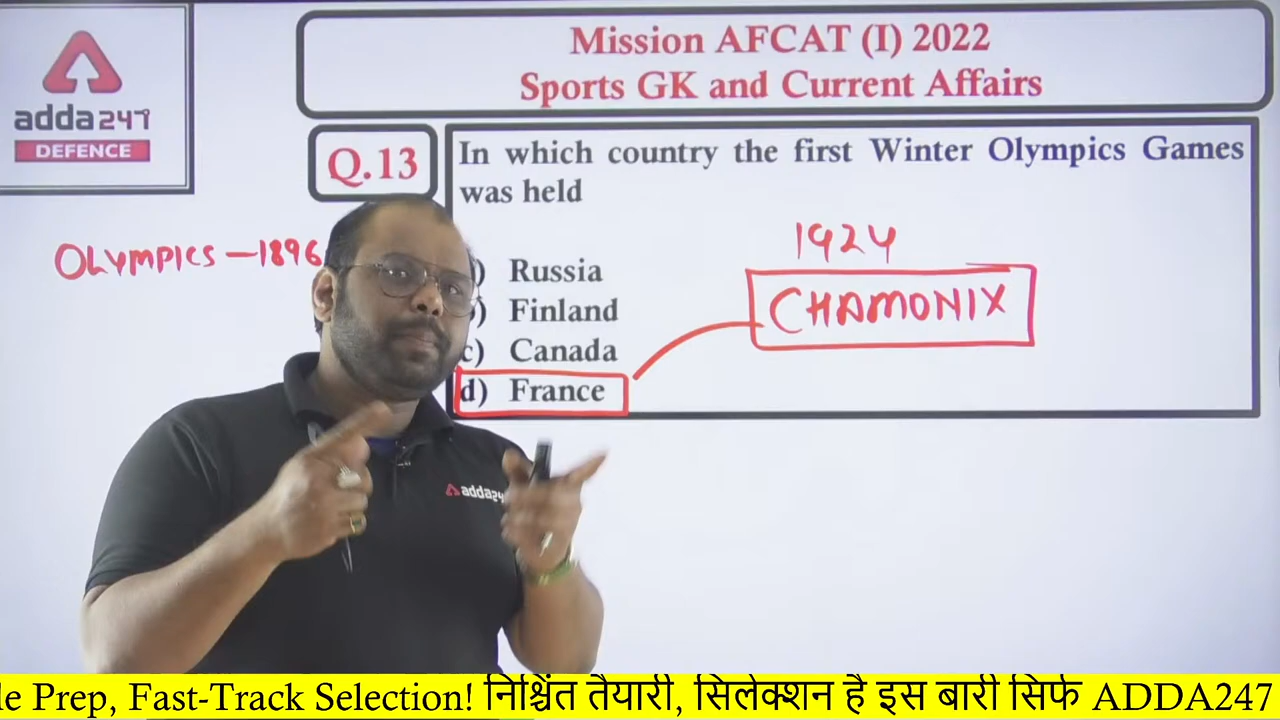 adda247
DEFENCE
Mission AFCAT (I) 2022
Sports GK and Current Affairs
Q.13
In which country the first Winter Olympics Games
was held
OLYMPICS – 1896
1924
CHAMONIX
) Russia
) Finland
c) Canada
d) France
adda24
le Prep, Fast-Track Selection! निश्चिंत तैयारी, सिलेक्शन है इस बारी सिर्फ ADDA247